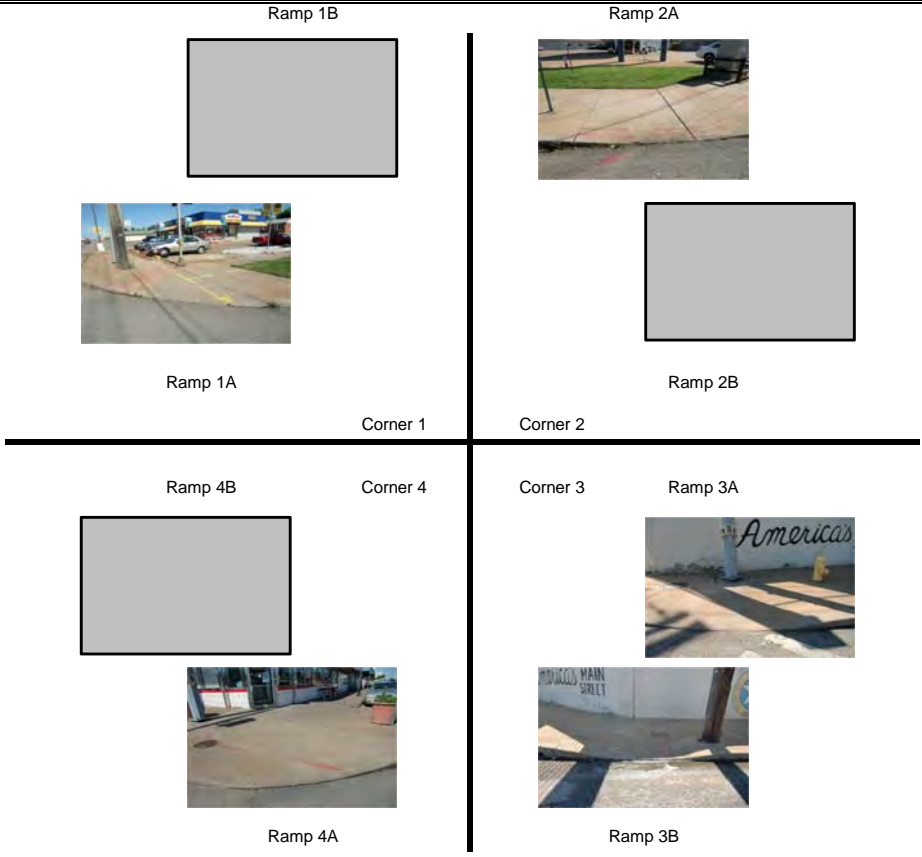 Ramp 1B
Ramp 2A
Ramp 1A
Ramp 2B
Corner 1
Corner 2
Ramp 4B
Corner 4
Corner 3
Ramp 3A
America's
America's MAIN
STREET
Ramp 4A
Ramp 3B